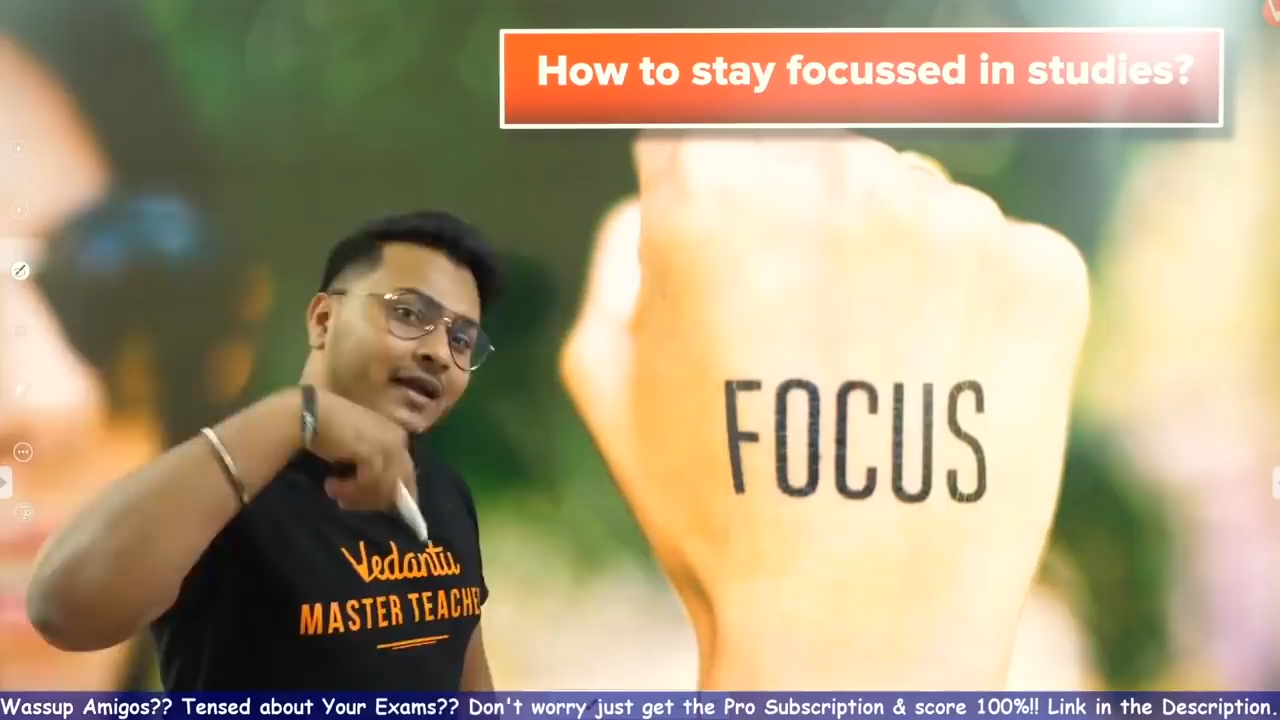 How to stay focussed in studies?
FOCUS
Vedantu
MASTER TEACHE
Wassup Amigos?? Tensed about Your Exams?? Don't worry just get the Pro Subscription & score 100%!! Link in the Description.